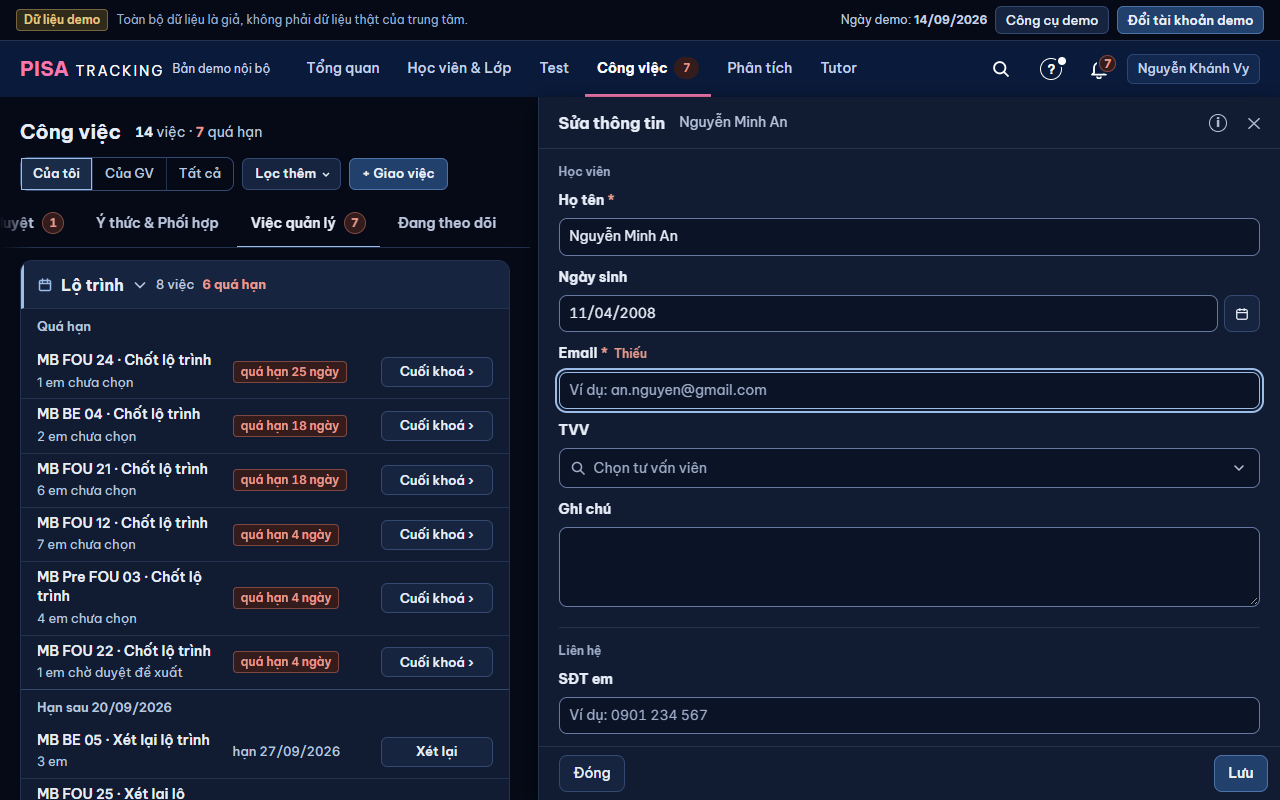 Dữ liệu demo Toàn bộ dữ liệu là giả, không phải dữ liệu thật của trung tâm. Ngày demo: 14/09/2026 Công cụ demo Đổi tài khoản demo
PISA TRACKING Bản demo nội bộ Tổng quan Học viên & Lớp Test Công việc 7 Phân tích Tutor ? 7 Nguyễn Khánh Vy
Công việc 14 việc · 7 quá hạn
Của tôi Của GV Tất cả Lọc thêm + Giao việc
1 Ý thức & Phối hợp Việc quản lý 7 Đang theo dõi
Lộ trình 8 việc 6 quá hạn
Quá hạn
MB FOU 24 · Chốt lộ trình
1 em chưa chọn
quá hạn 25 ngày Cuối khoá ›
MB BE 04 · Chốt lộ trình
2 em chưa chọn
quá hạn 18 ngày Cuối khoá ›
MB FOU 21 · Chốt lộ trình
6 em chưa chọn
quá hạn 18 ngày Cuối khoá ›
MB FOU 12 · Chốt lộ trình
7 em chưa chọn
quá hạn 4 ngày Cuối khoá ›
MB Pre FOU 03 · Chốt lộ
trình
4 em chưa chọn
quá hạn 4 ngày Cuối khoá ›
MB FOU 22 · Chốt lộ trình
1 em chờ duyệt đề xuất
quá hạn 4 ngày Cuối khoá ›
Hạn sau 20/09/2026
MB BE 05 · Xét lại lộ trình
3 em
hạn 27/09/2026 Xét lại
MB FOU 25 · Xét lại lộ
Sửa thông tin Nguyễn Minh An
Học viên
Họ tên *
Nguyễn Minh An
Ngày sinh
11/04/2008
Email * Thiếu
Ví dụ: an.nguyen@gmail.com
TVV
Chọn tư vấn viên
Ghi chú
Liên hệ
SĐT em
Ví dụ: 0901 234 567
Đóng Lưu